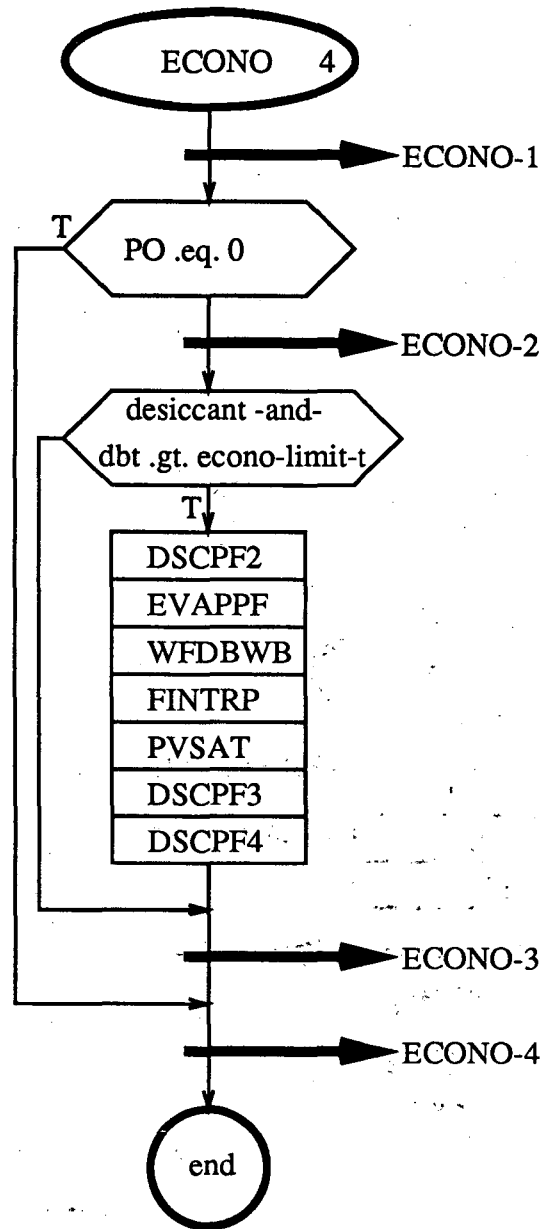 ECONO 4
ECONO-1
T
PO .eq. 0
ECONO-2
desiccant -and-
dbt .gt. econo-limit-t
T
DSCPF2
EVAPPF
WFDBWB
FINTRP
PVSAT
DSCPF3
DSCPF4
ECONO-3
ECONO-4
end